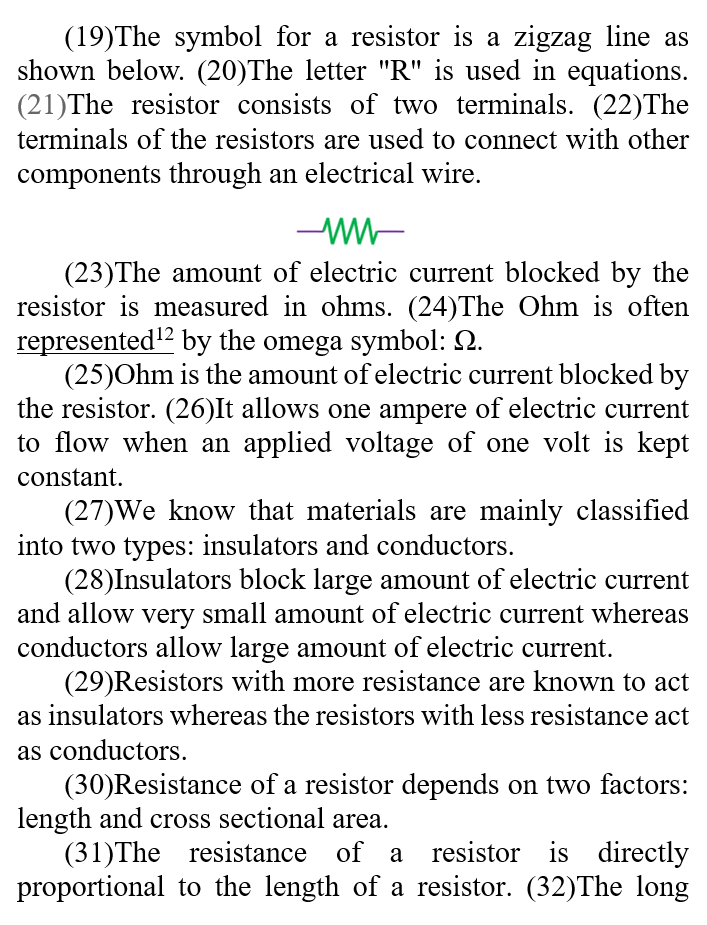 (19)The symbol for a resistor is a zigzag line as
shown below. (20)The letter "R" is used in equations.
(21)The resistor consists of two terminals. (22)The
terminals of the resistors are used to connect with other
components through an electrical wire.
(23)The amount of electric current blocked by the
resistor is measured in ohms. (24)The Ohm is often
represented¹² by the omega symbol: Ω.
(25)Ohm is the amount of electric current blocked by
the resistor. (26)It allows one ampere of electric current
to flow when an applied voltage of one volt is kept
constant.
(27)We know that materials are mainly classified
into two types: insulators and conductors.
(28)Insulators block large amount of electric current
and allow very small amount of electric current whereas
conductors allow large amount of electric current.
(29)Resistors with more resistance are known to act
as insulators whereas the resistors with less resistance act
as conductors.
(30)Resistance of a resistor depends on two factors:
length and cross sectional area.
(31)The resistance of a resistor is directly
proportional to the length of a resistor. (32)The long